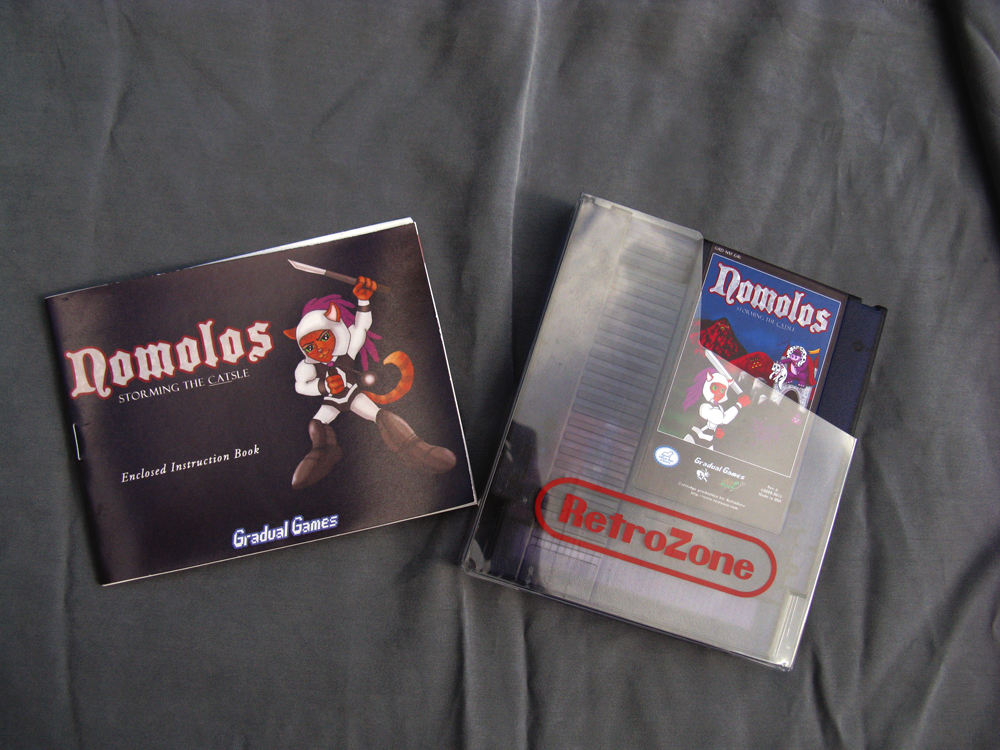 Nomolos
STORMING THE CATSLE
Enclosed Instruction Book
Gradual Games
Nomolos
STORMING THE CATSLE
Gradual Games
RetroZone